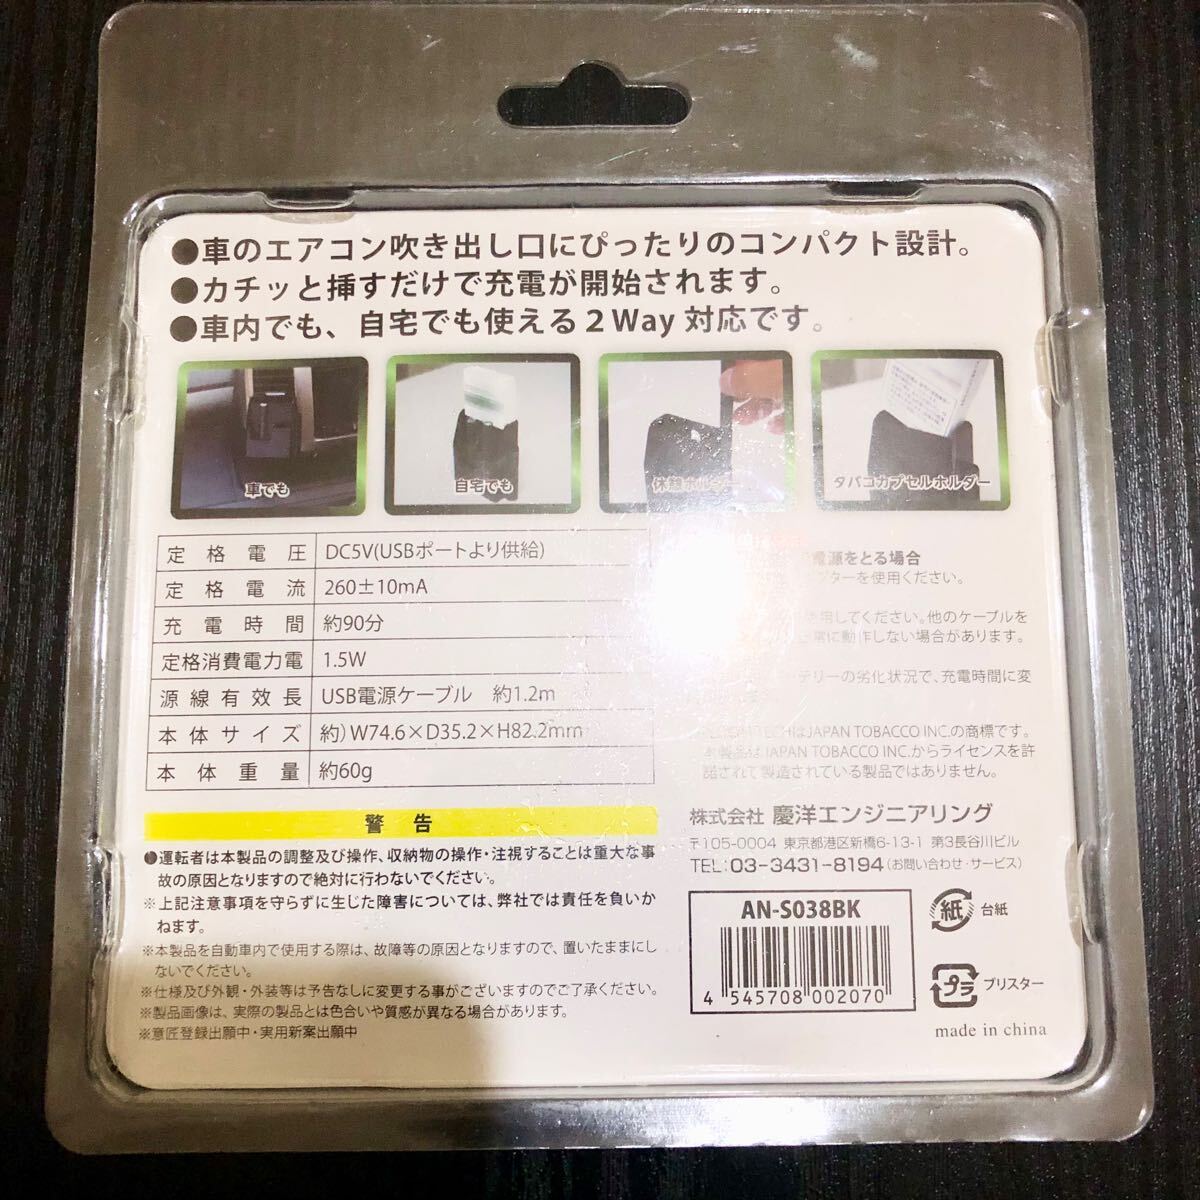 ●車のエアコン吹き出し口にぴったりのコンパクト設計。
●カチッと挿すだけで充電が開始されます。
●車内でも、自宅でも使える2Way対応です。
車でも
自宅でも
休憩ホルダー
タバコカプセルホルダー
定格電圧 DC5V(USBポートより供給)
定格電流 260±10mA
充電時間 約90分
定格消費電力電 1.5W
源線有効長 USB電源ケーブル 約1.2m
本体サイズ 約)W74.6×D35.2×H82.2mm
本体重量 約60g
電源をとる場合
プターを使用ください。
用してください。他のケーブルを
常に動作しない場合があります。
テリーの劣化状況で、充電時間に変
はJAPAN TOBACCO INC.の商標です。
本製品はJAPAN TOBACCO INC.からライセンスを許
諾されて製造されている製品ではありません。
警告
●運転者は本製品の調整及び操作、収納物の操作・注視することは重大な事
故の原因となりますので絶対に行わないでください。
※上記注意事項を守らずに生じた障害については、弊社では責任を負いか
ねます。
※本製品を自動車内で使用する際は、故障等の原因となりますので、置いたままにし
ないでください。
※仕様及び外観・外装等は予告なしに変更する事がございますのでご了承ください。
※製品画像は、実際の製品とは色合いや質感が異なる場合があります。
※意匠登録出願中・実用新案出願中
株式会社 慶洋エンジニアリング
〒105-0004 東京都港区新橋6-13-1 第3長谷川ビル
TEL:03-3431-8194(お問い合わせ・サービス)
AN-S038BK
4 545708 002070
紙 台紙
プラ ブリスター
made in china